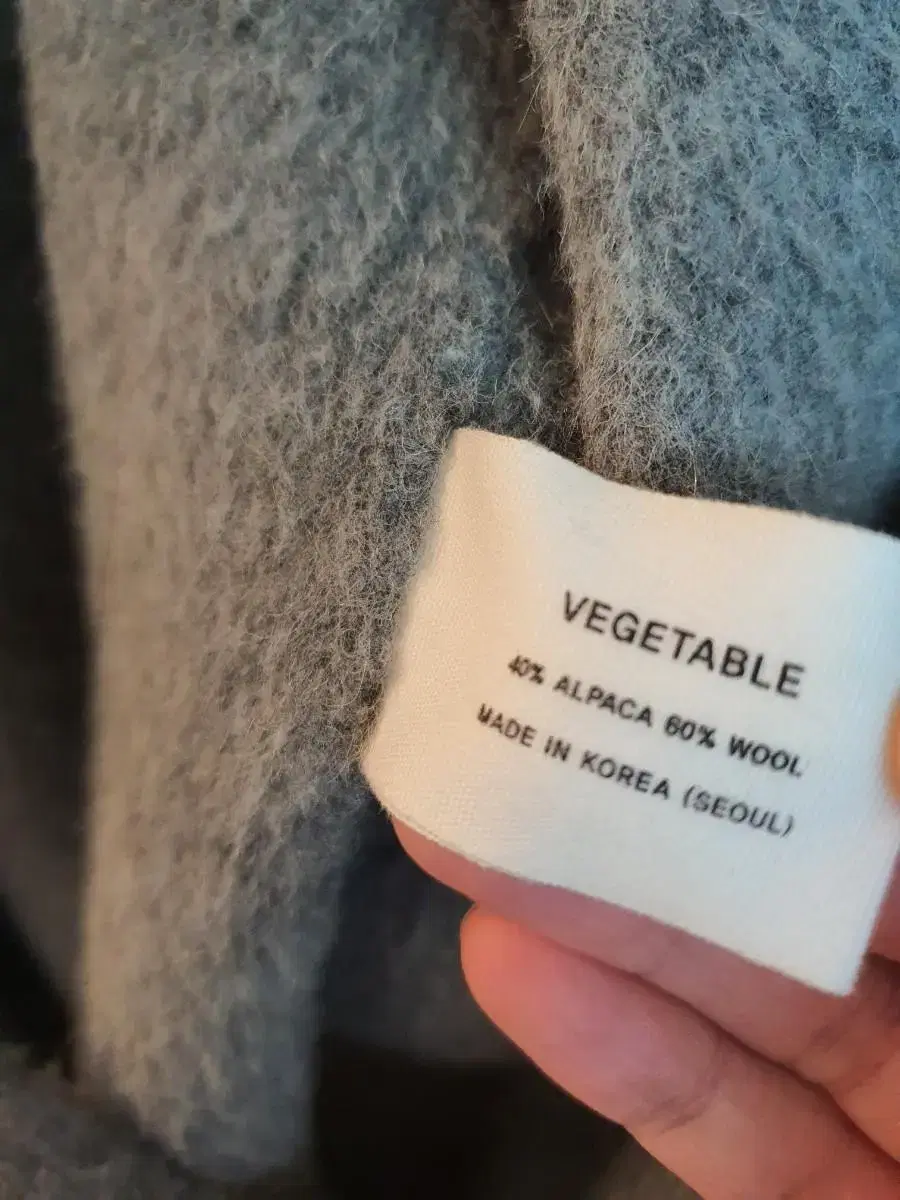 VEGETABLE
40% ALPACA 60% WOOL
MADE IN KOREA (SEOUL)